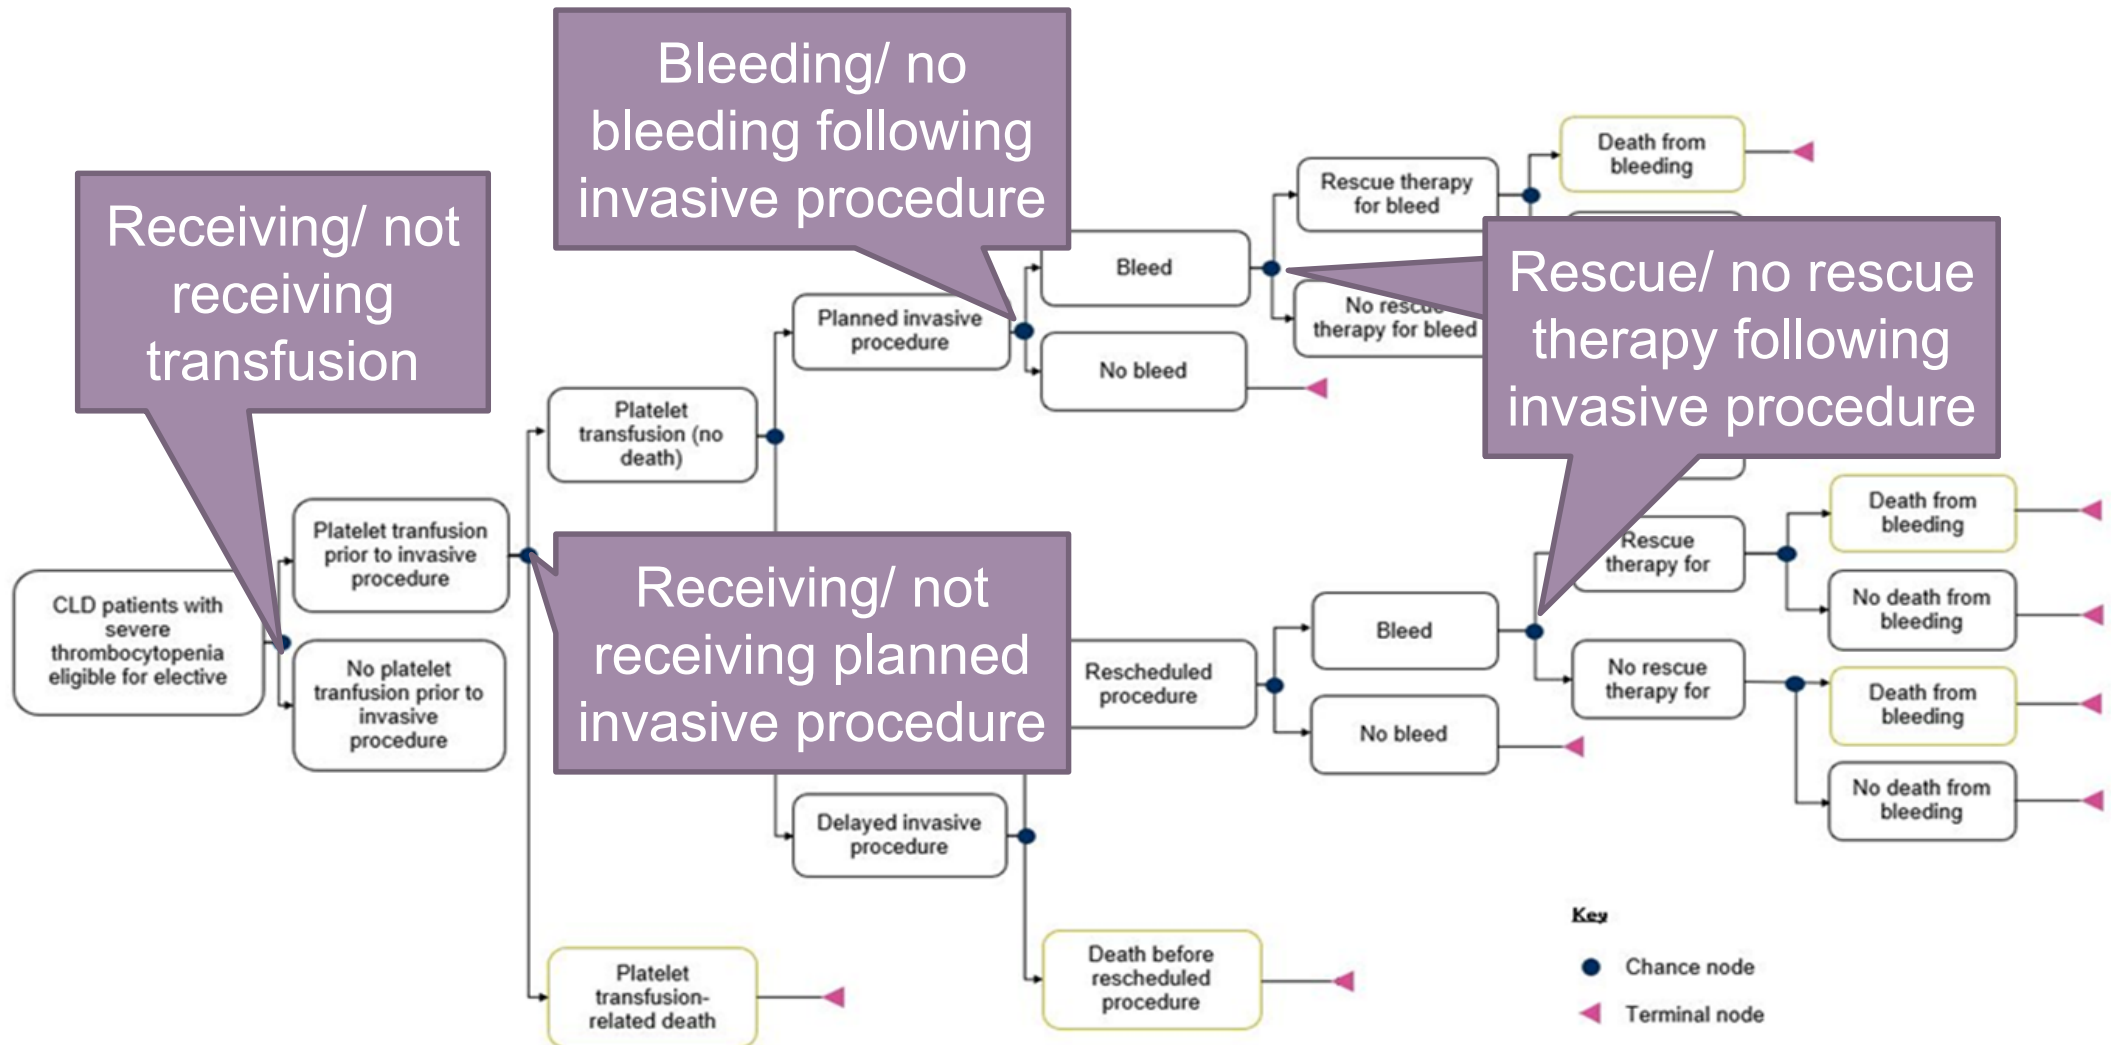 Bleeding/ no
bleeding following
invasive procedure
Receiving/ not
receiving
transfusion
Rescue/ no rescue
therapy following
invasive procedure
Receiving/ not
receiving planned
invasive procedure
CLD patients with
severe
thrombocytopenia
eligible for elective
Platelet tranfusion
prior to invasive
procedure
No platelet
tranfusion prior to
invasive
procedure
Platelet
transfusion (no
death)
Platelet
transfusion-
related death
Planned invasive
procedure
Delayed invasive
procedure
Bleed
No bleed
Rescue therapy
for bleed
No rescue
therapy for bleed
Death from
bleeding
Rescheduled
procedure
Death before
rescheduled
procedure
Bleed
No bleed
Rescue
therapy for
No rescue
therapy for
Death from
bleeding
No death from
bleeding
Death from
bleeding
No death from
bleeding
Key
Chance node
Terminal node